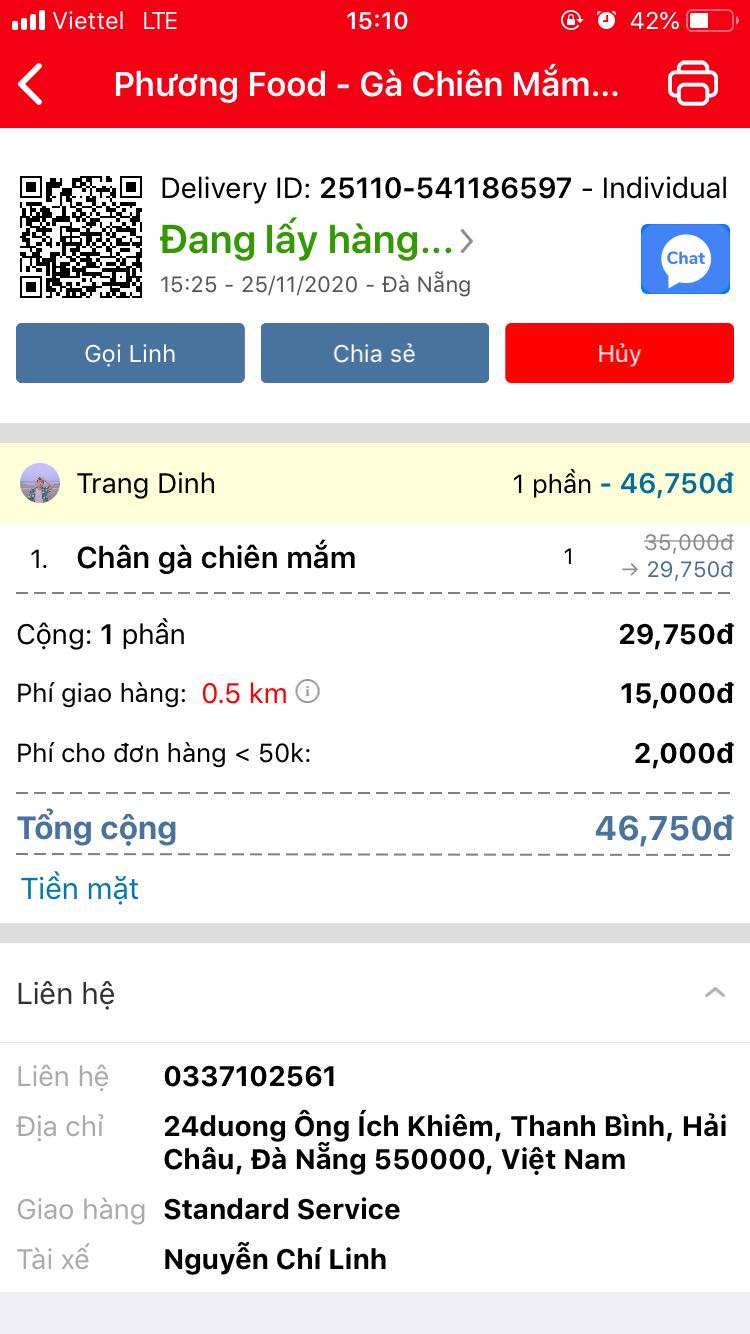 Viettel LTE 15:10 42%
Phương Food - Gà Chiên Mắm...
Delivery ID: 25110-541186597 - Individual
Đang lấy hàng...
Chat
15:25 - 25/11/2020 - Đà Nẵng
Gọi Linh Chia sẻ Hủy
Trang Dinh 1 phần - 46,750đ
1. Chân gà chiên mắm 1 35,000đ
→ 29,750đ
Cộng: 1 phần 29,750đ
Phí giao hàng: 0.5 km 15,000đ
Phí cho đơn hàng < 50k: 2,000đ
Tổng cộng 46,750đ
Tiền mặt
Liên hệ
Liên hệ 0337102561
Địa chỉ 24duong Ông Ích Khiêm, Thanh Bình, Hải
Châu, Đà Nẵng 550000, Việt Nam
Giao hàng Standard Service
Tài xế Nguyễn Chí Linh